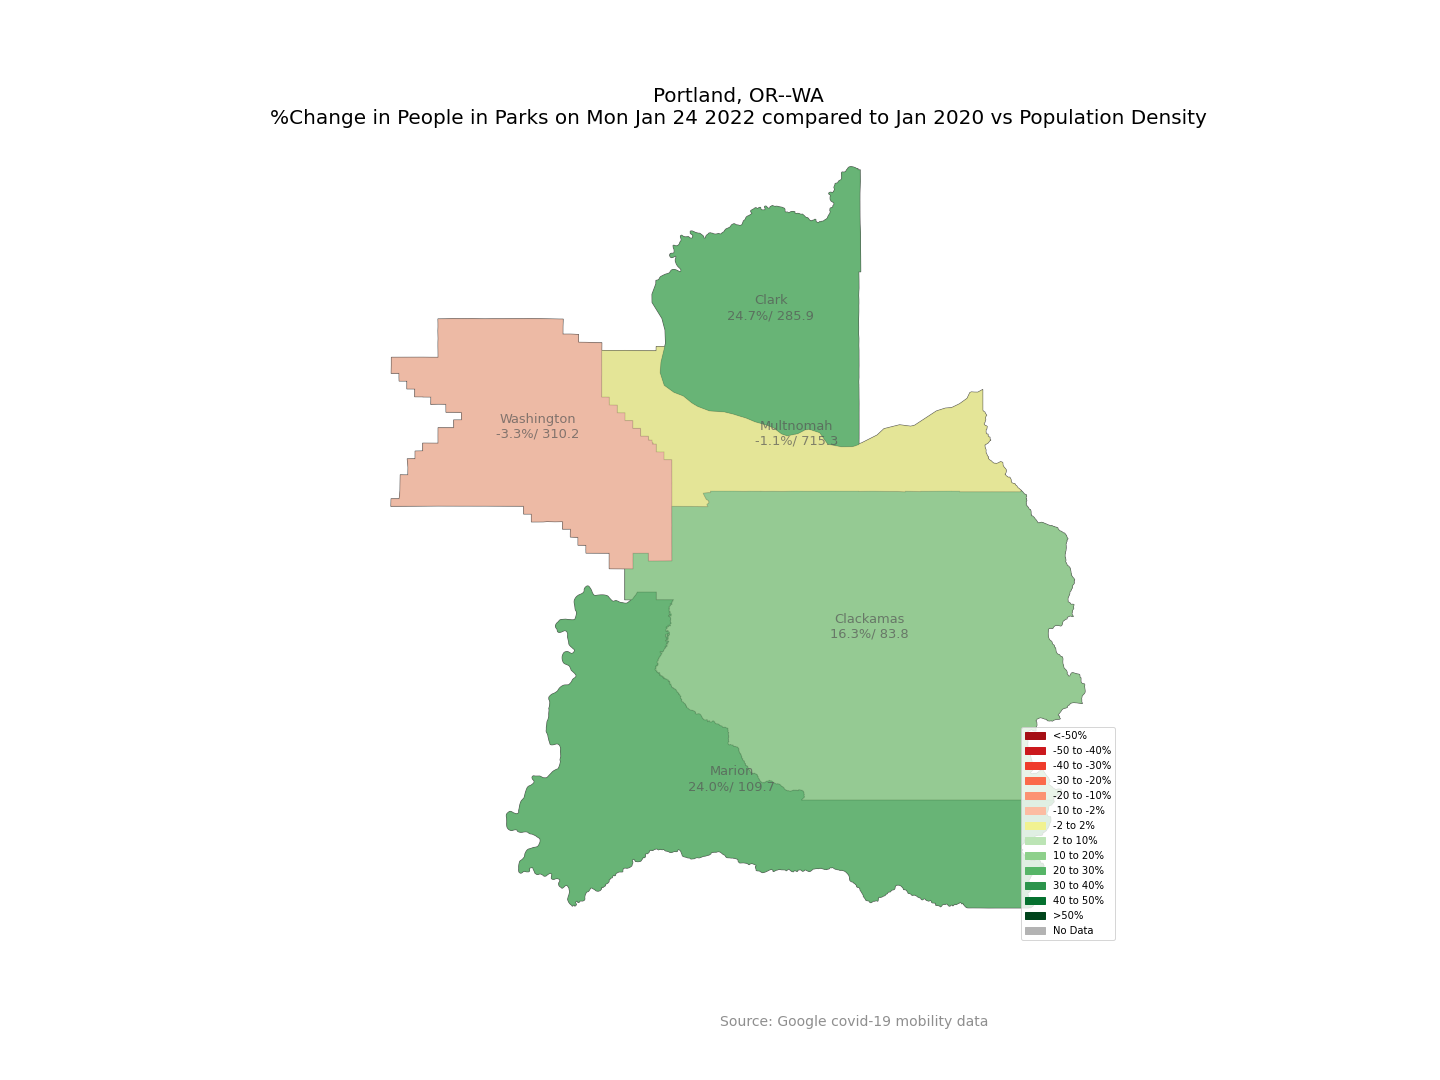 Portland, OR--WA
%Change in People in Parks on Mon Jan 24 2022 compared to Jan 2020 vs Population Density
Clark
24.7%/ 285.9
Washington
-3.3%/ 310.2
Multnomah
-1.1%/ 715.3
Clackamas
16.3%/ 83.8
Marion
24.0%/ 109.7
<-50%
-50 to -40%
-40 to -30%
-30 to -20%
-20 to -10%
-10 to -2%
-2 to 2%
2 to 10%
10 to 20%
20 to 30%
30 to 40%
40 to 50%
>50%
No Data
Source: Google covid-19 mobility data